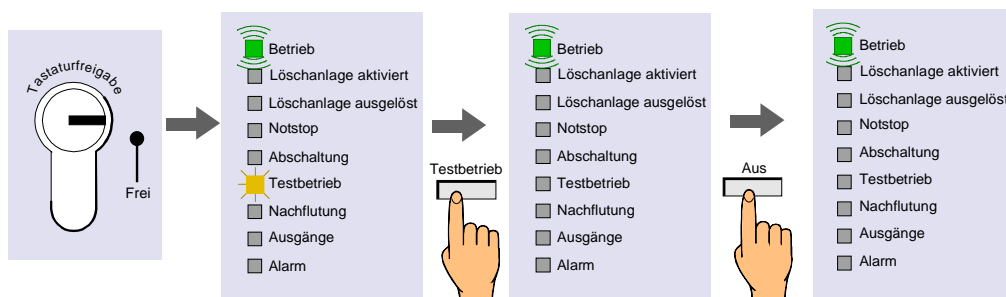 Tastaturfreigabe
Frei
Betrieb
Löschanlage aktiviert
Löschanlage ausgelöst
Notstop
Abschaltung
Testbetrieb
Nachflutung
Ausgänge
Alarm
Testbetrieb
Betrieb
Löschanlage aktiviert
Löschanlage ausgelöst
Notstop
Abschaltung
Testbetrieb
Nachflutung
Ausgänge
Alarm
Aus
Betrieb
Löschanlage aktiviert
Löschanlage ausgelöst
Notstop
Abschaltung
Testbetrieb
Nachflutung
Ausgänge
Alarm